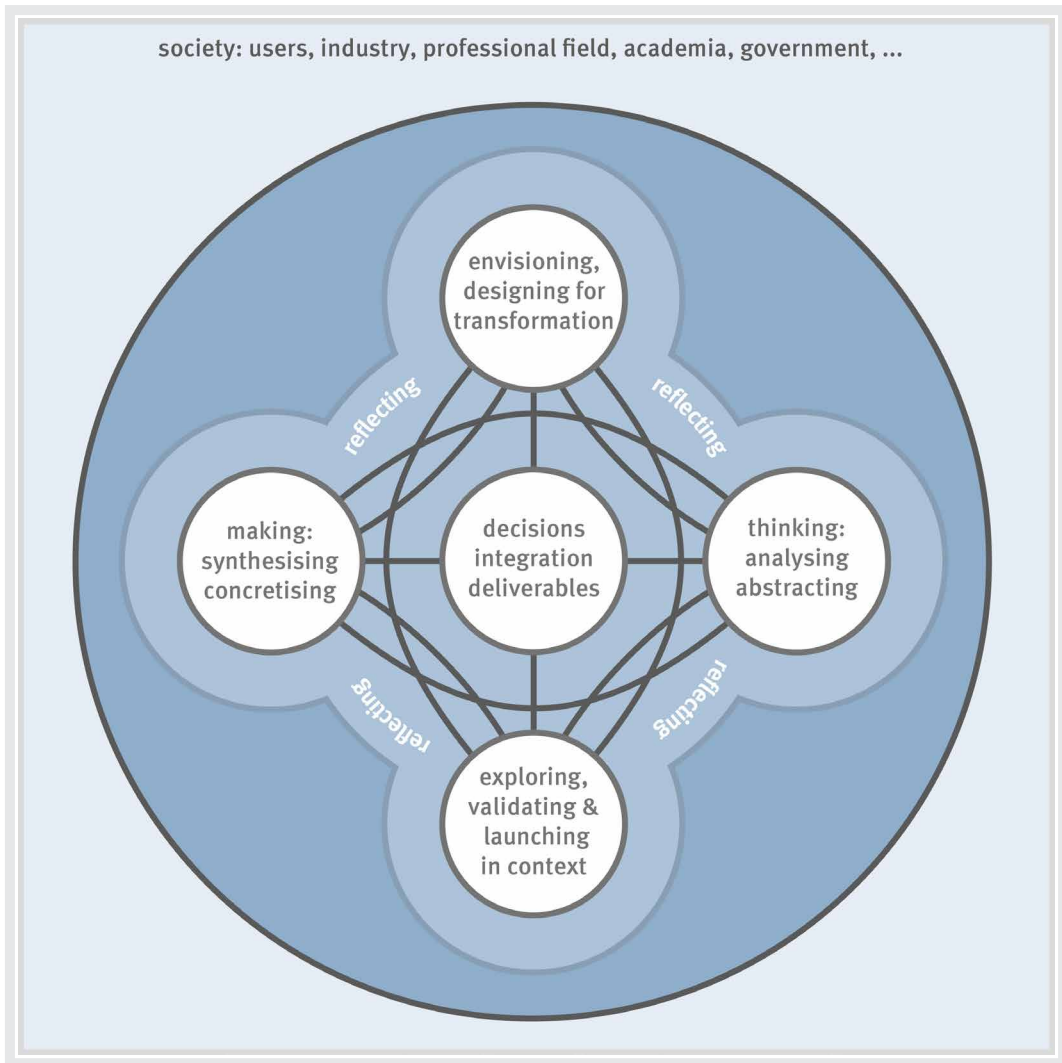 society: users, industry, professional field, academia, government, ...
envisioning,
designing for
transformation
reflecting
reflecting
making:
synthesising
concretising
decisions
integration
deliverables
thinking:
analysing
abstracting
reflecting
reflecting
exploring,
validating &
launching
in context